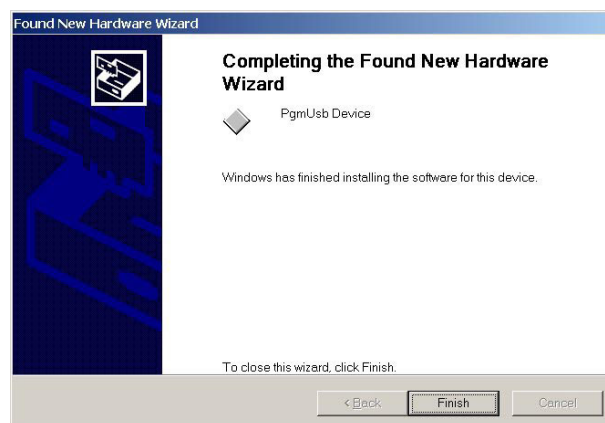 Found New Hardware Wizard
Completing the Found New Hardware
Wizard
PgmUsb Device
Windows has finished installing the software for this device.
To close this wizard, click Finish.
< Back
Finish
Cancel